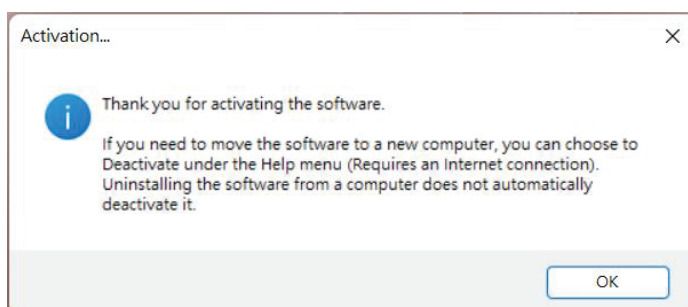 Activation...
Thank you for activating the software.
If you need to move the software to a new computer, you can choose to
Deactivate under the Help menu (Requires an Internet connection).
Uninstalling the software from a computer does not automatically
deactivate it.
OK